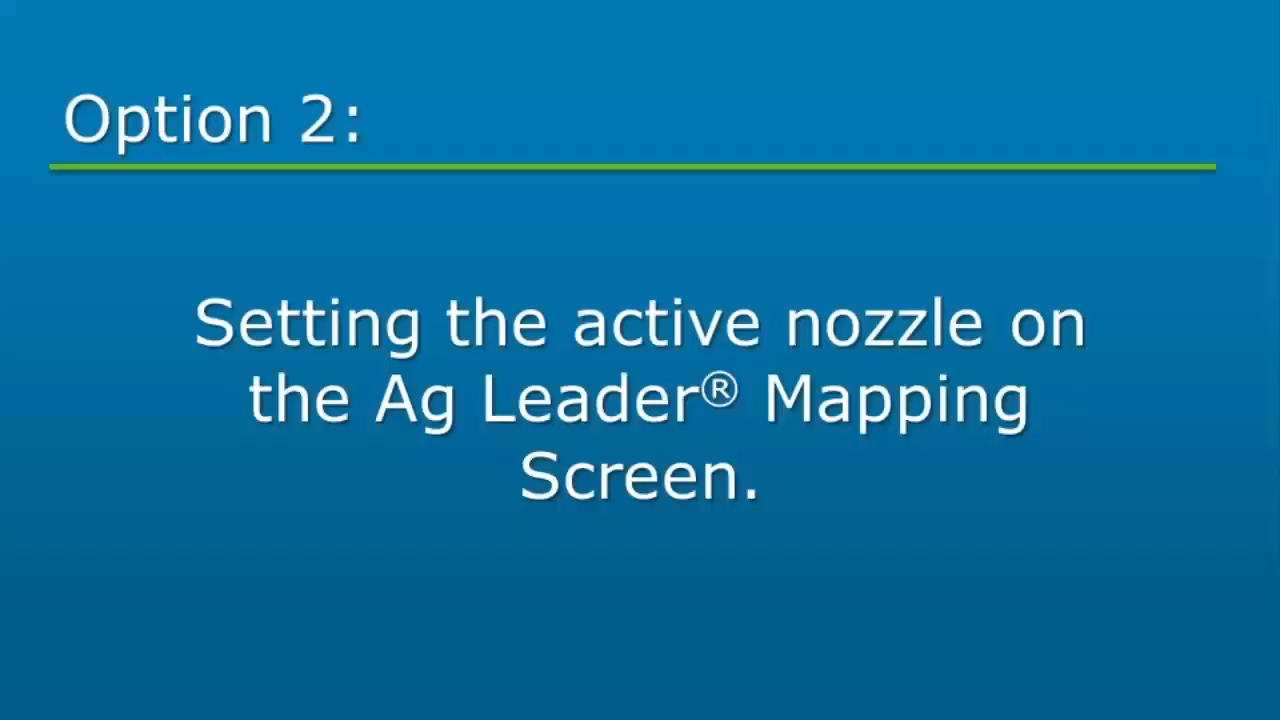 Option 2:
Setting the active nozzle on
the Ag Leader® Mapping
Screen.